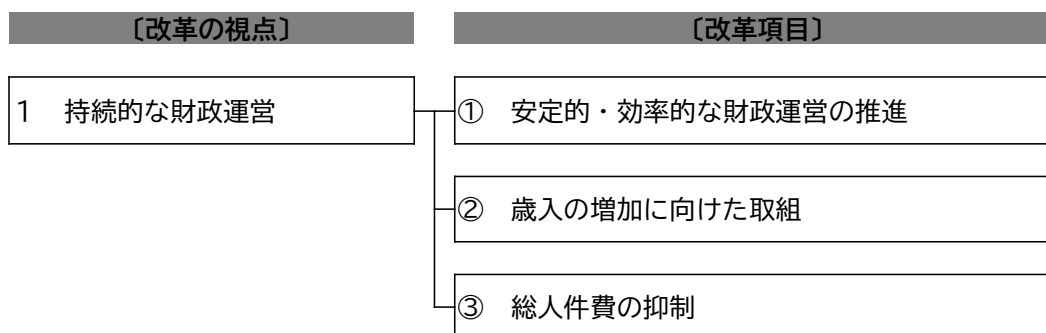 〔改革の視点〕
〔改革項目〕
1 持続的な財政運営
① 安定的・効率的な財政運営の推進
② 歳入の増加に向けた取組
③ 総人件費の抑制